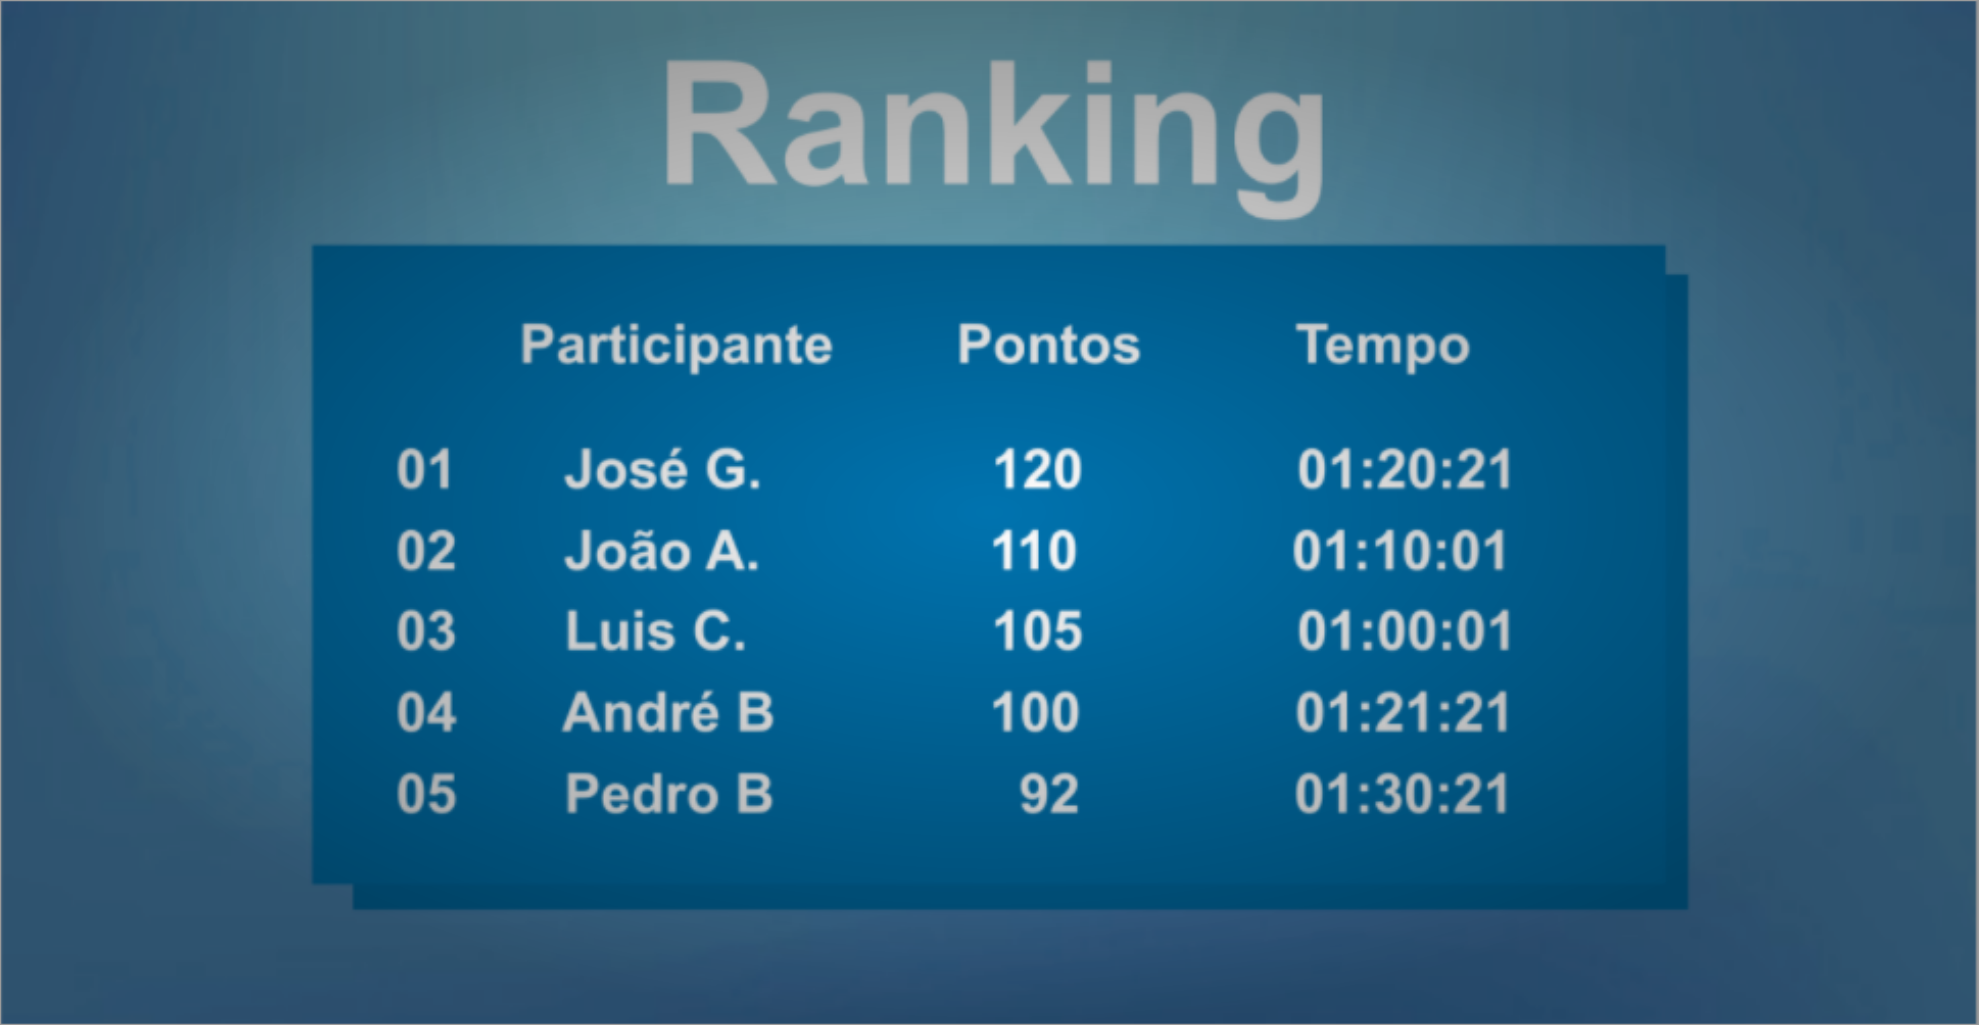 Ranking
Participante Pontos Tempo
01 José G. 120 01:20:21
02 João A. 110 01:10:01
03 Luis C. 105 01:00:01
04 André B 100 01:21:21
05 Pedro B 92 01:30:21